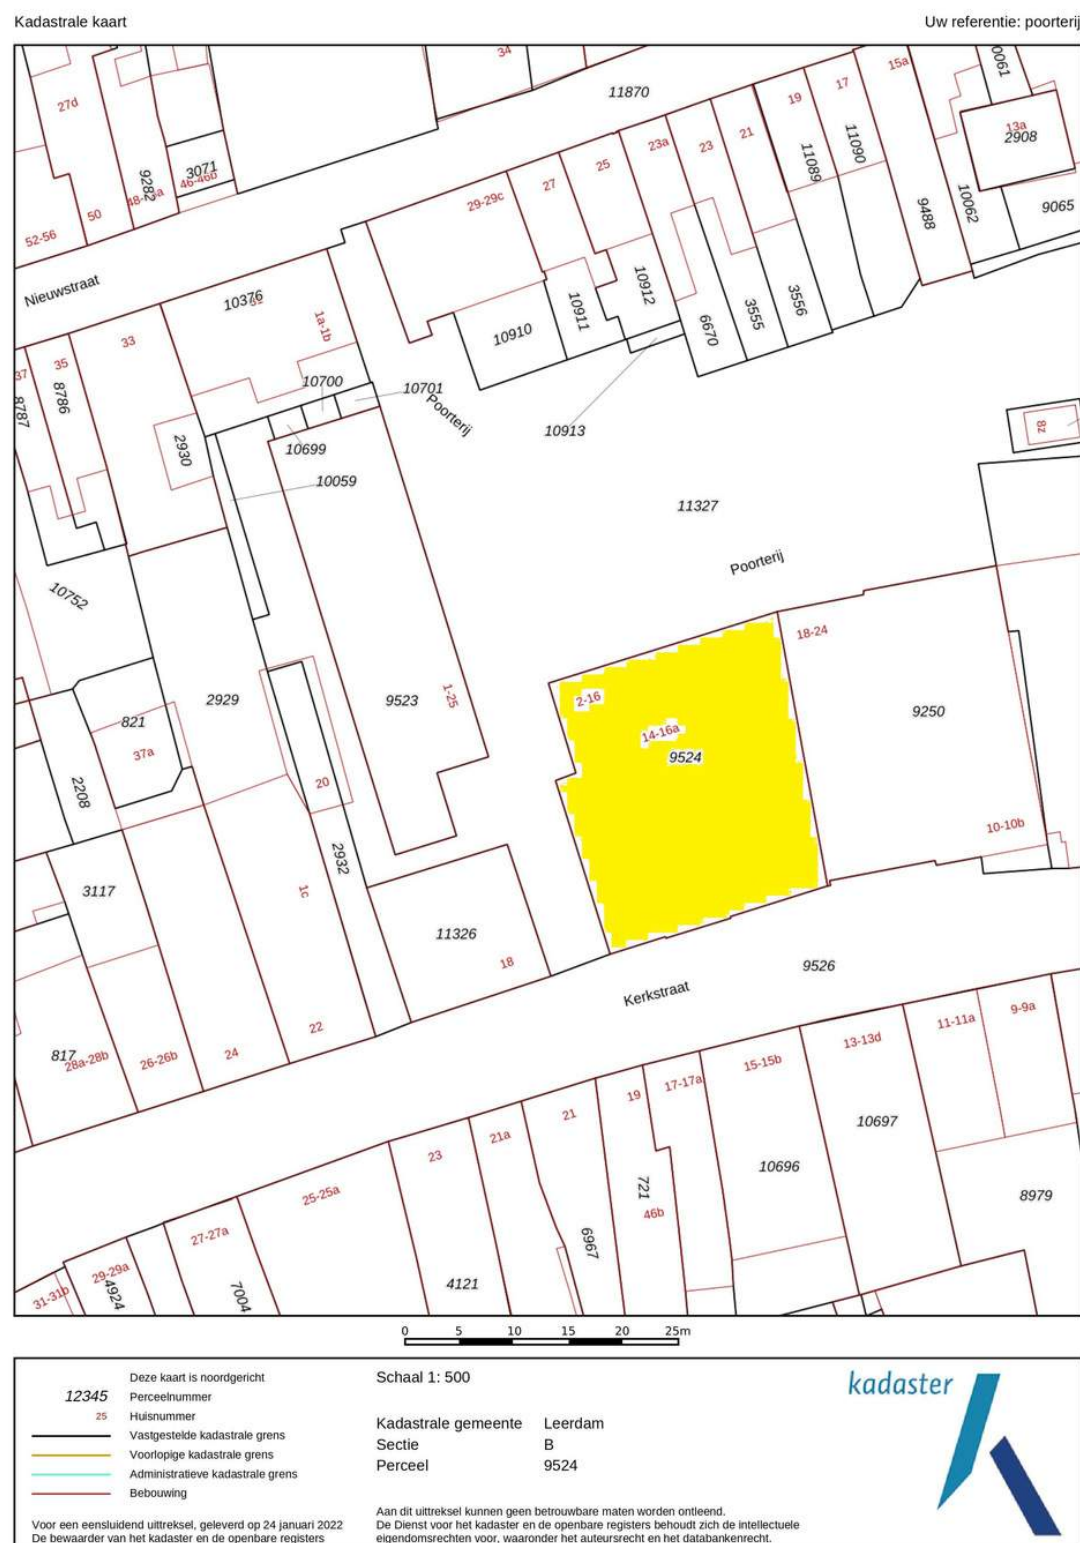 Kadastrale kaart
Uw referentie: poorterij
34
11870
27d
15a
0061
17
19
13a
2908
23a
21
23
11090
11089
25
3071
9282
46-46b
27
29-29c
10062
9065
9488
50
52-56
Nieuwstraat
10912
10911
10910
6670
3555
3556
10376
1a-1b
33
35
37
8786
8787
10700
10701
Poorterij
10913
8z
2930
10699
10059
11327
Poorterij
10752
18-24
2-16
14-16a
9524
9250
2929
9523
1-25
821
37a
2208
20
10-10b
2932
3117
1c
11326
18
9526
Kerkstraat
9-9a
11-11a
13-13d
15-15b
17-17a
22
24
26-26b
28a-28b
817
19
21
21a
23
10697
10696
8979
721
46b
6967
25-25a
27-27a
29-29a
31-31b
4924
7004
4121
0 5 10 15 20 25m
Deze kaart is noordgericht
12345 Perceelnummer
25 Huisnummer
Vastgestelde kadastrale grens
Voorlopige kadastrale grens
Administratieve kadastrale grens
Bebouwing
Voor een eensluidend uittreksel, geleverd op 24 januari 2022
De bewaarder van het kadaster en de openbare registers
Schaal 1: 500
Kadastrale gemeente Leerdam
Sectie B
Perceel 9524
Aan dit uittreksel kunnen geen betrouwbare maten worden ontleend.
De Dienst voor het kadaster en de openbare registers behoudt zich de intellectuele
eigendomsrechten voor, waaronder het auteursrecht en het databankenrecht.
kadaster